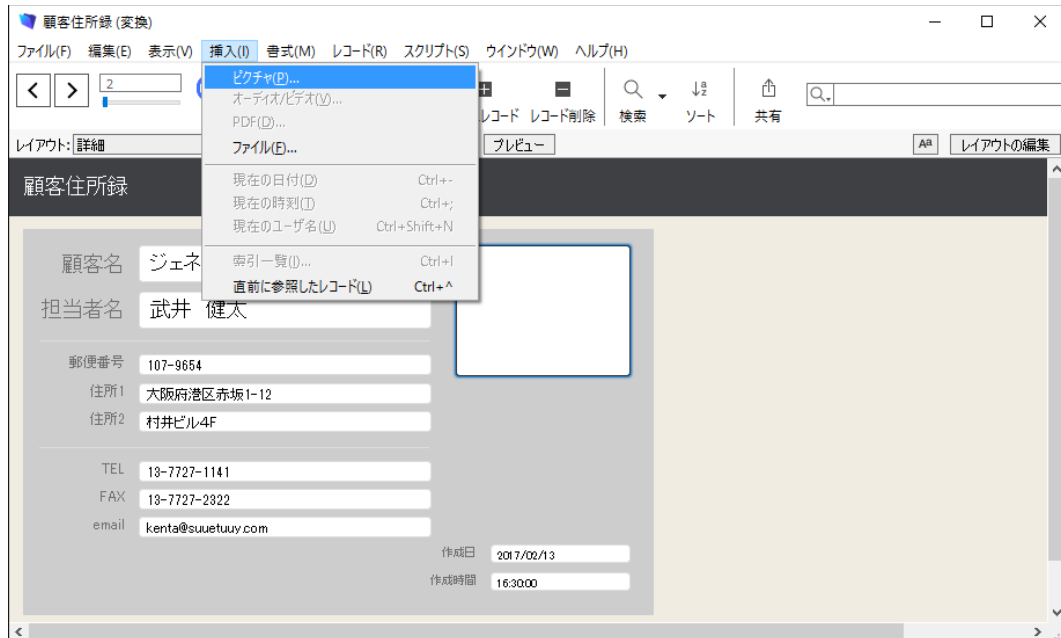 顧客住所録 (変換)
ファイル(F) 編集(E) 表示(V) 挿入(I) 書式(M) レコード(R) スクリプト(S) ウインドウ(W) ヘルプ(H)
2
レコード レコード削除 検索 ソート 共有
ピクチャ(P)...
オーディオ/ビデオ(V)...
PDF(D)...
ファイル(E)...
現在の日付(D) Ctrl+-
現在の時刻(T) Ctrl+;
現在のユーザ名(U) Ctrl+Shift+N
索引一覧(I)... Ctrl+I
直前に参照したレコード(L) Ctrl+^
レイアウト: 詳細 プレビュー Aa レイアウトの編集
顧客住所録
顧客名 ジェネ
担当者名 武井 健太
郵便番号 107-9654
住所1 大阪府港区赤坂1-12
住所2 村井ビル4F
TEL 13-7727-1141
FAX 13-7727-2322
email kenta@suuetuuy.com
作成日 2017/02/13
作成時間 16:30:00